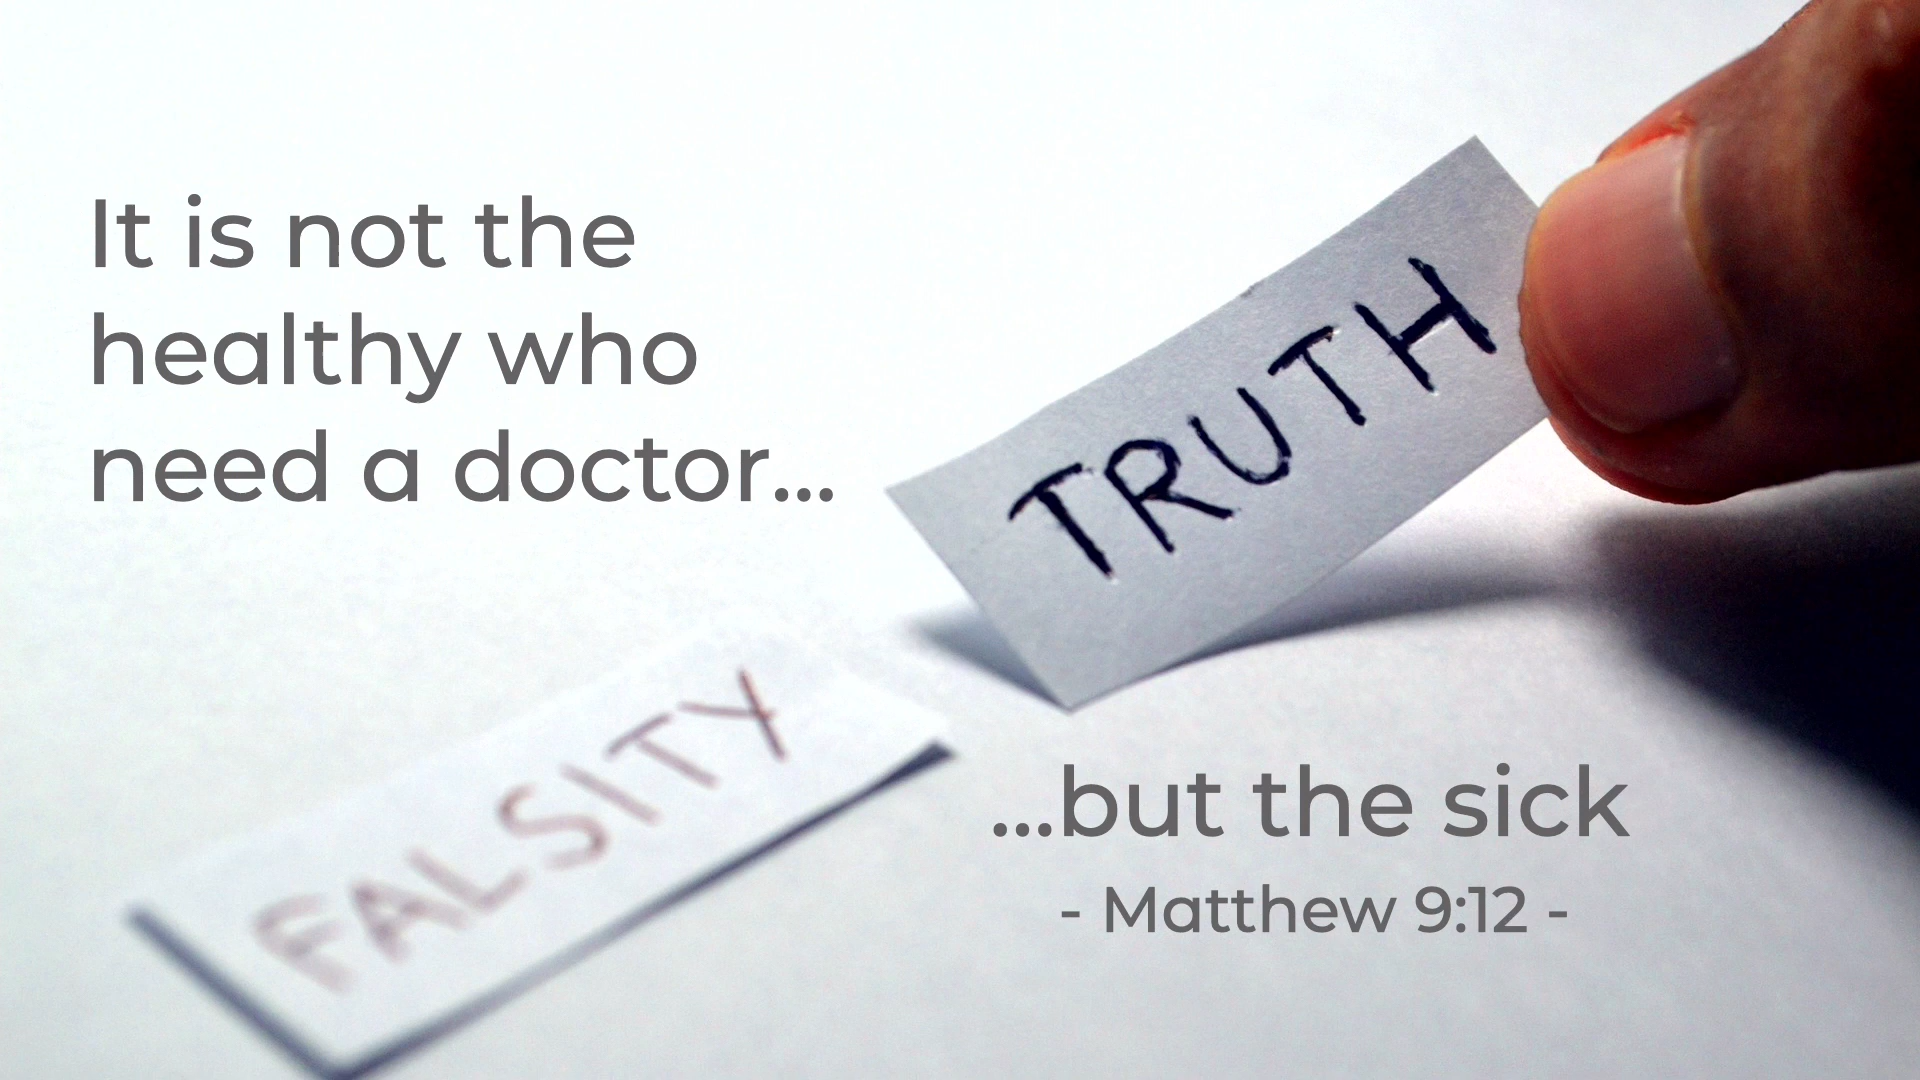 It is not the
healthy who
need a doctor...
TRUTH
FALSITY
...but the sick
- Matthew 9:12 -